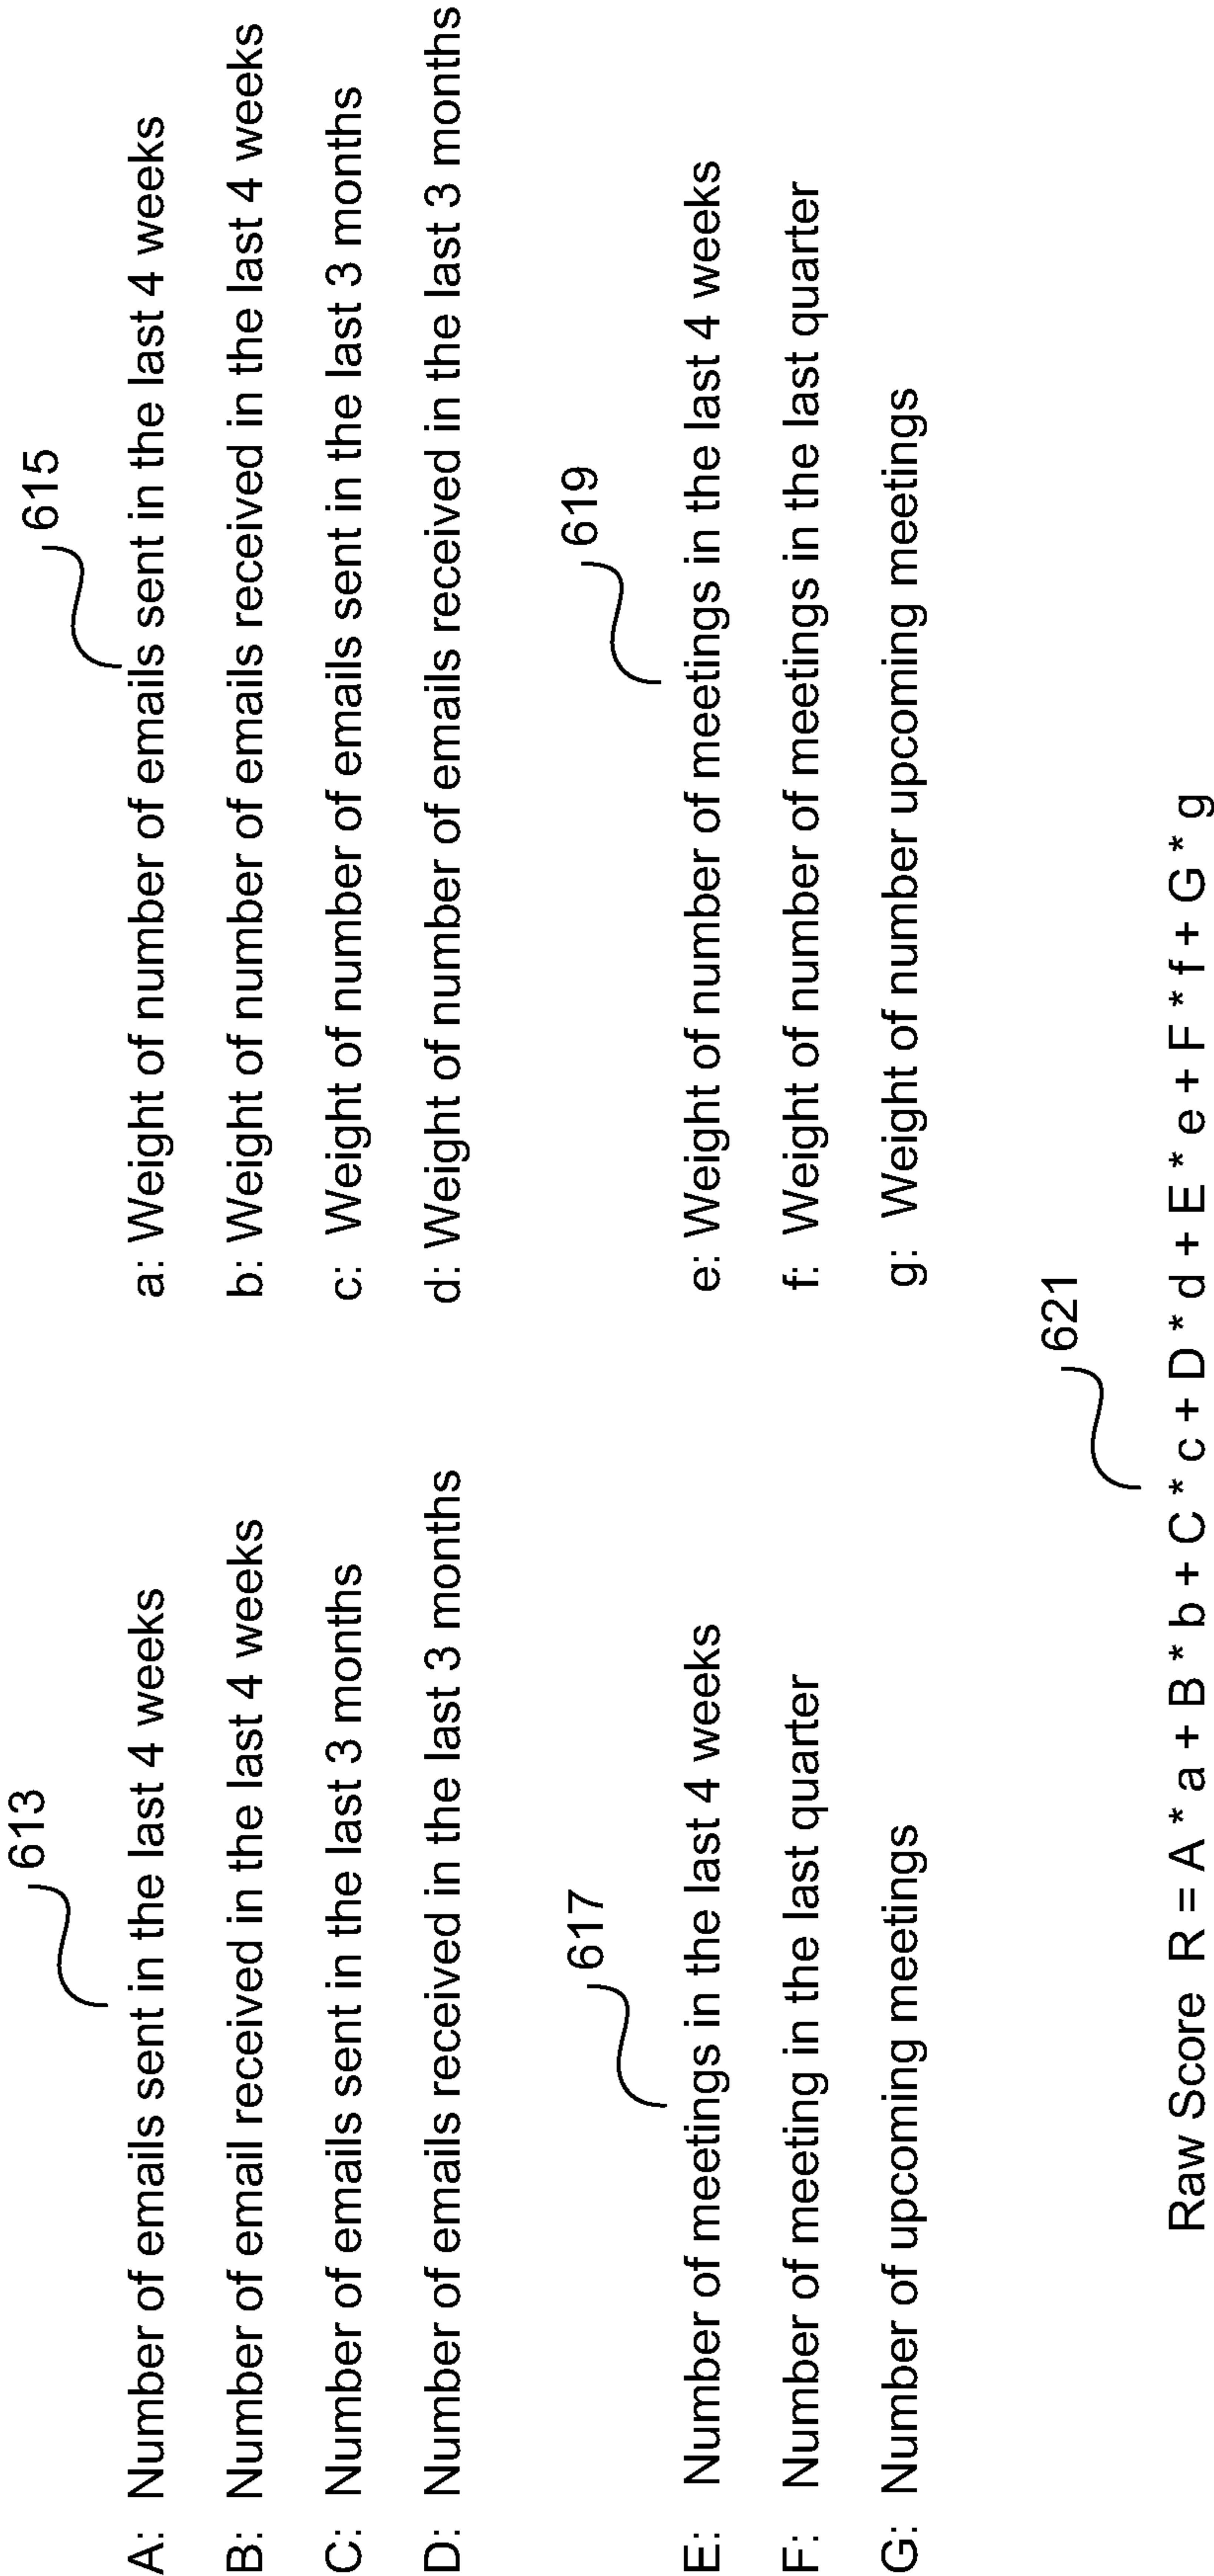 613
615
A: Number of emails sent in the last 4 weeks
a: Weight of number of emails sent in the last 4 weeks
B: Number of email received in the last 4 weeks
b: Weight of number of emails received in the last 4 weeks
C: Number of emails sent in the last 3 months
c: Weight of number of emails sent in the last 3 months
D: Number of emails received in the last 3 months
d: Weight of number of emails received in the last 3 months
617
619
E: Number of meetings in the last 4 weeks
e: Weight of number of meetings in the last 4 weeks
F: Number of meeting in the last quarter
f: Weight of number of meetings in the last quarter
G: Number of upcoming meetings
g: Weight of number upcoming meetings
621
Raw Score R = A * a + B * b + C * c + D * d + E * e + F * f + G * g